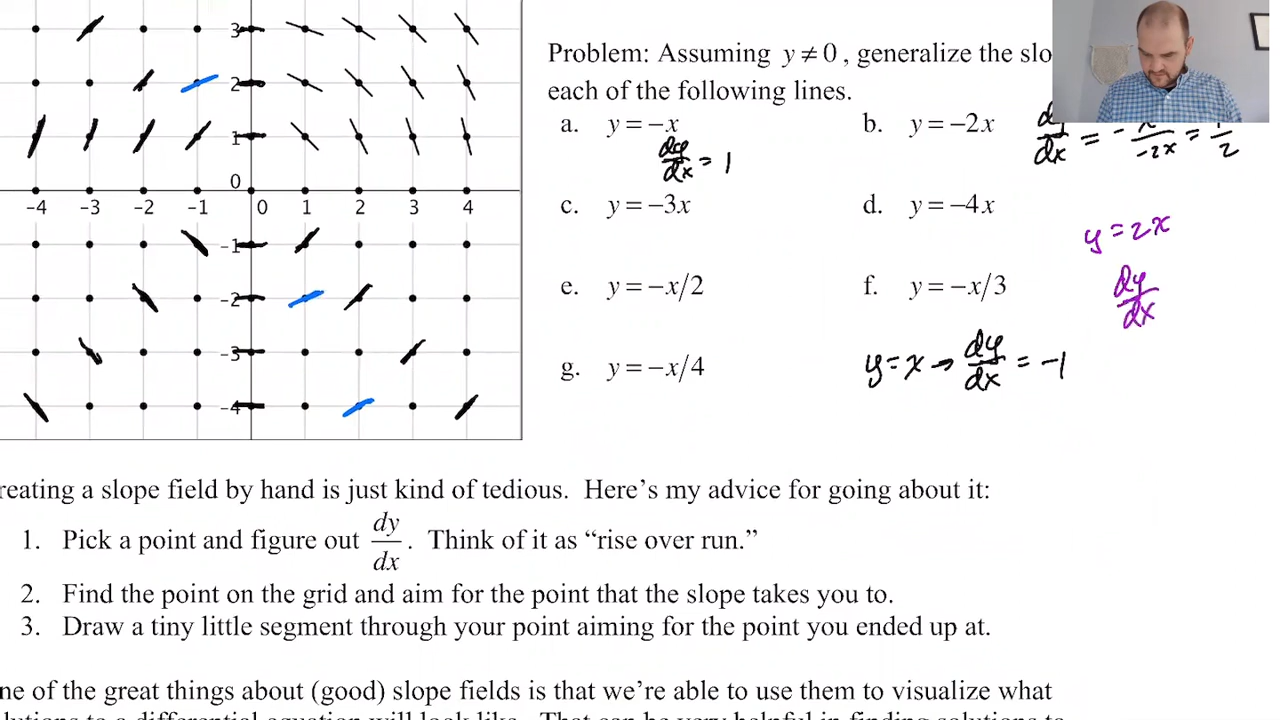 3
2
1
0
-4 -3 -2 -1 0 1 2 3 4
-1
-2
-3
-4
Problem: Assuming y ≠ 0, generalize the
each of the following lines.
a. y = −x
dy/dx = 1
b. y = −2x
dy/dx = - x/-2x = 1/2
c. y = −3x
d. y = −4x
y = 2x
dy/dx
e. y = −x/2
f. y = −x/3
g. y = −x/4
y = x → dy/dx = -1
reating a slope field by hand is just kind of tedious. Here’s my advice for going about it:
1. Pick a point and figure out dy/dx. Think of it as “rise over run.”
2. Find the point on the grid and aim for the point that the slope takes you to.
3. Draw a tiny little segment through your point aiming for the point you ended up at.
ne of the great things about (good) slope fields is that we’re able to use them to visualize what